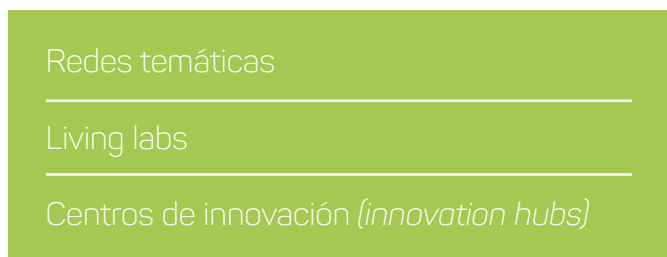 Redes temáticas
Living labs
Centros de innovación (innovation hubs)